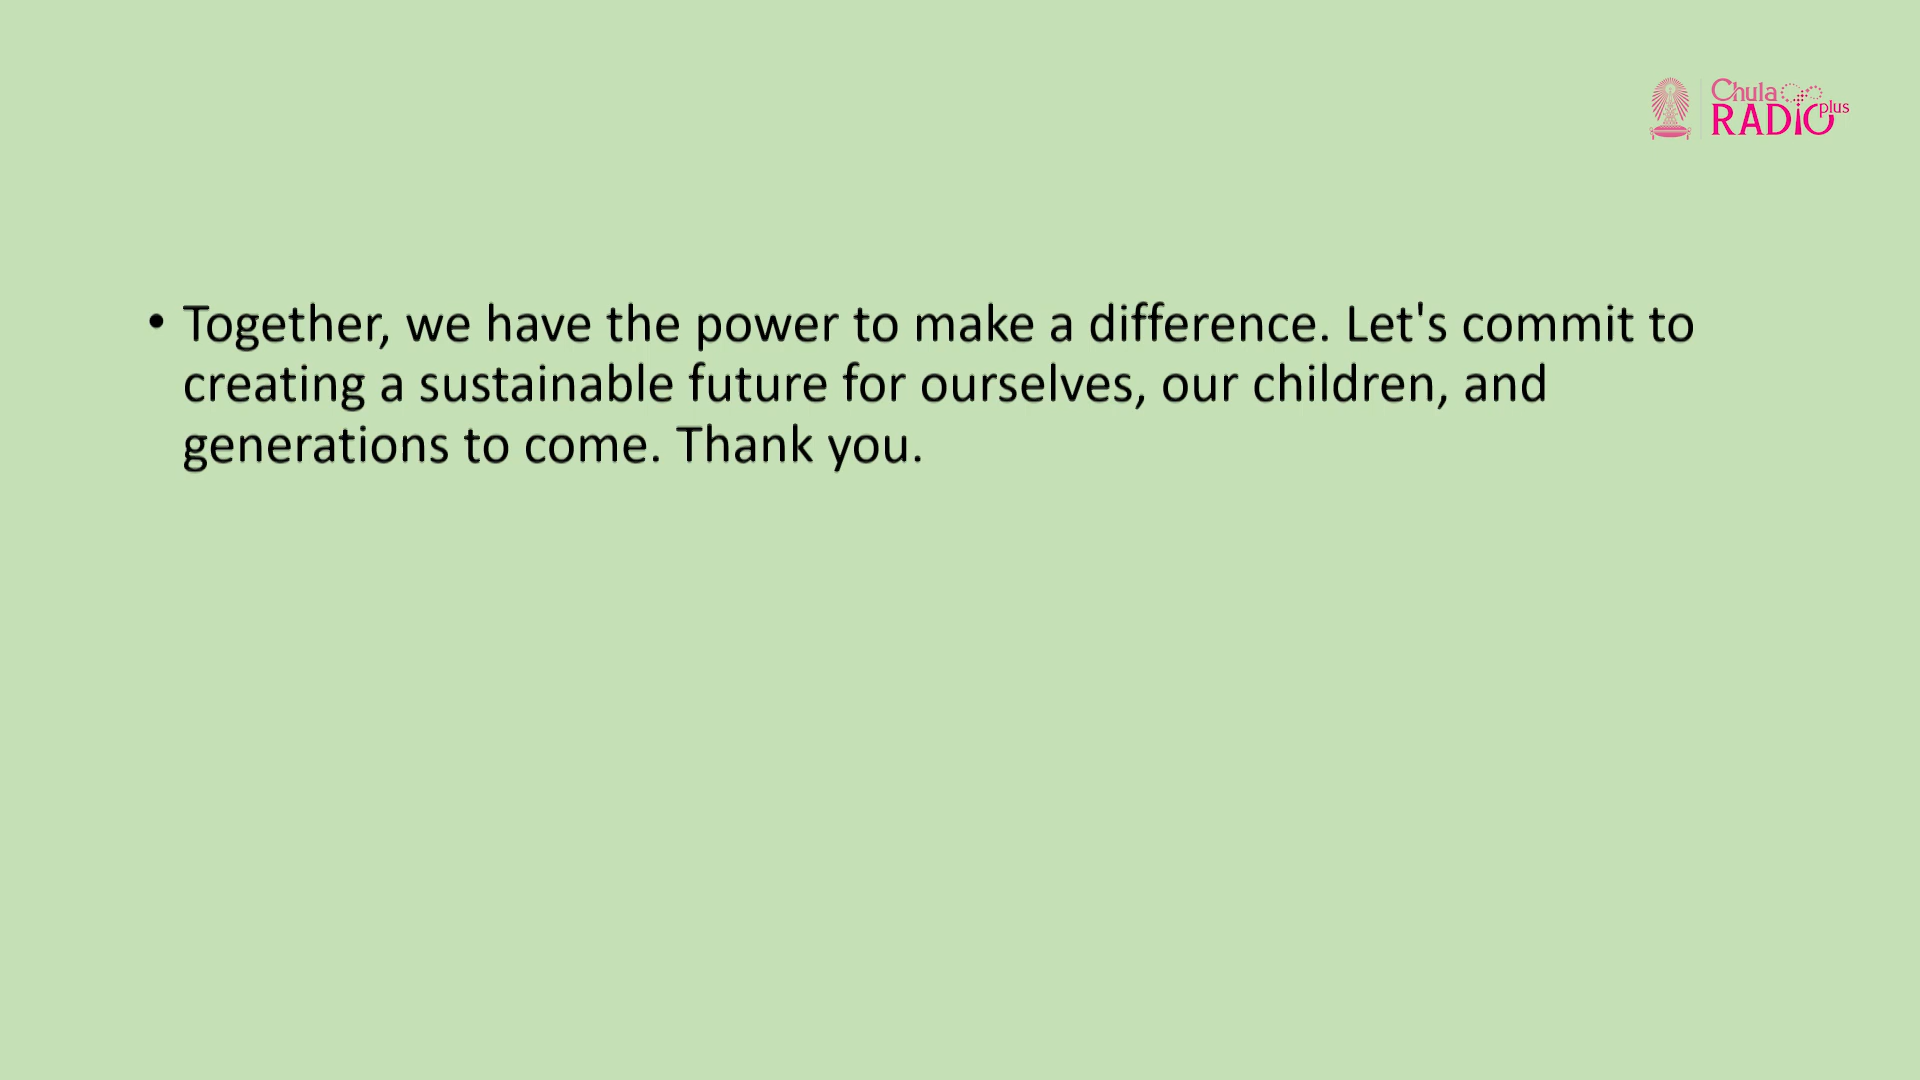 Chula
RADIO plus
• Together, we have the power to make a difference. Let's commit to
creating a sustainable future for ourselves, our children, and
generations to come. Thank you.